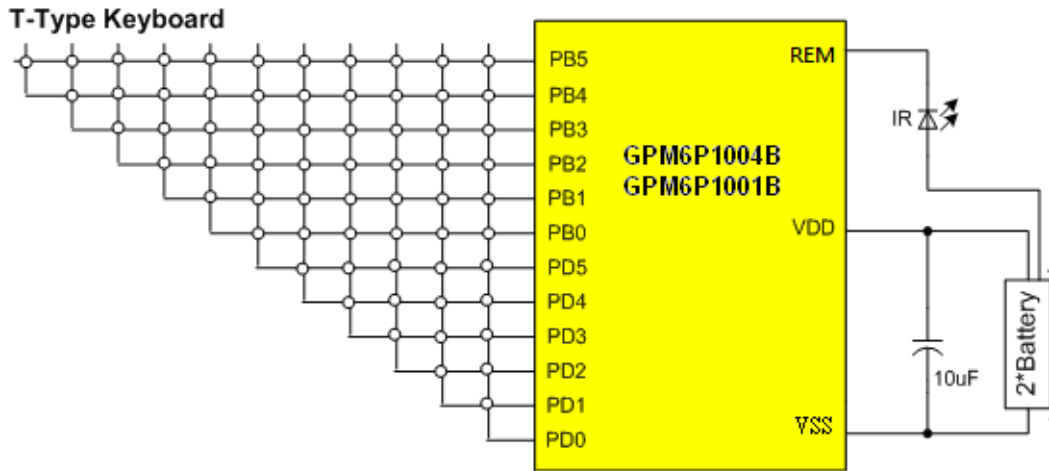 T-Type Keyboard
PB5
PB4
PB3
PB2
PB1
PB0
PD5
PD4
PD3
PD2
PD1
PD0
GPM6P1004B
GPM6P1001B
REM
VDD
VSS
IR
10uF
2*Battery